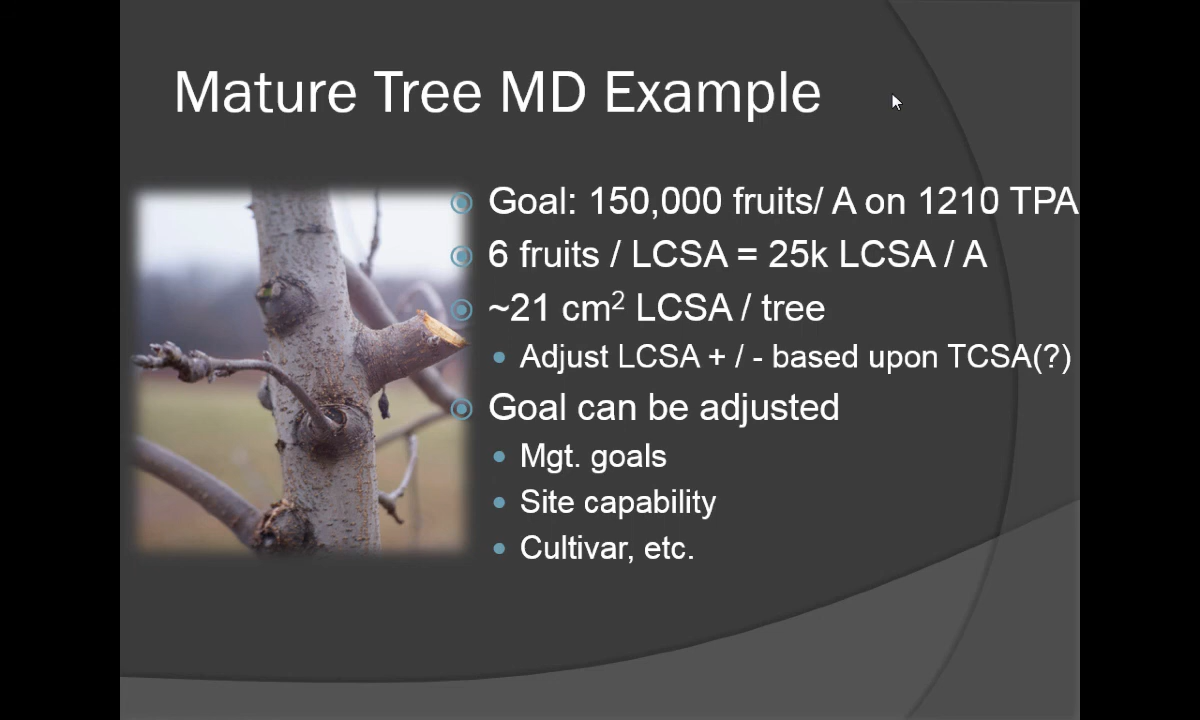 Mature Tree MD Example
Goal: 150,000 fruits/ A on 1210 TPA
6 fruits / LCSA = 25k LCSA / A
~21 cm² LCSA / tree
Adjust LCSA + / - based upon TCSA(?)
Goal can be adjusted
Mgt. goals
Site capability
Cultivar, etc.